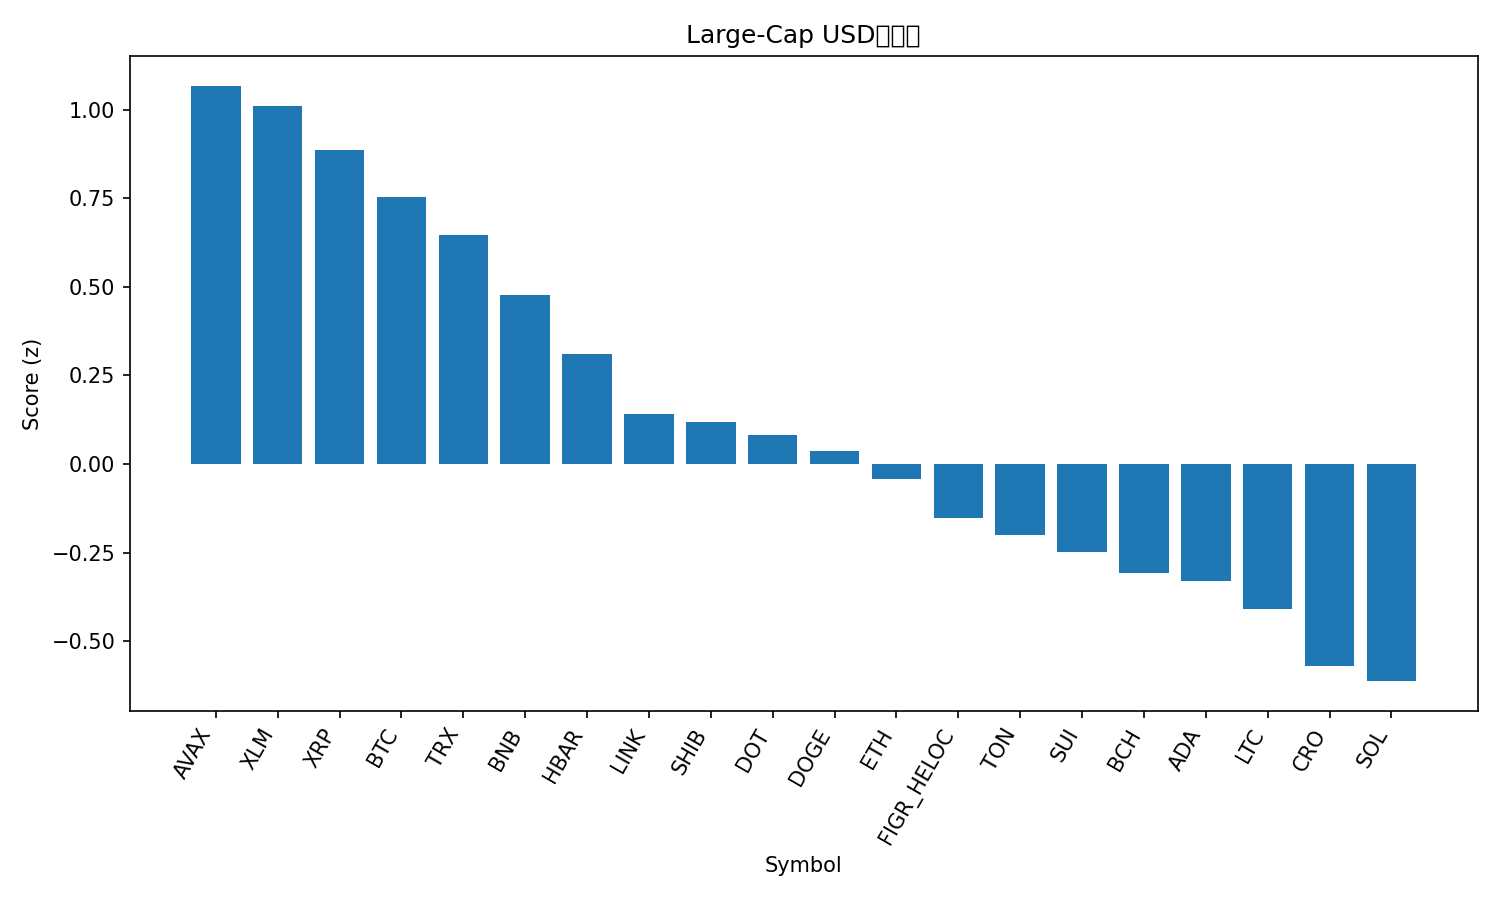 Large-Cap USD
Score (z)
1.00
0.75
0.50
0.25
0.00
−0.25
−0.50
AVAX
XLM
XRP
BTC
TRX
BNB
HBAR
LINK
SHIB
DOT
DOGE
ETH
FIGR_HELOC
TON
SUI
BCH
ADA
LTC
CRO
SOL
Symbol